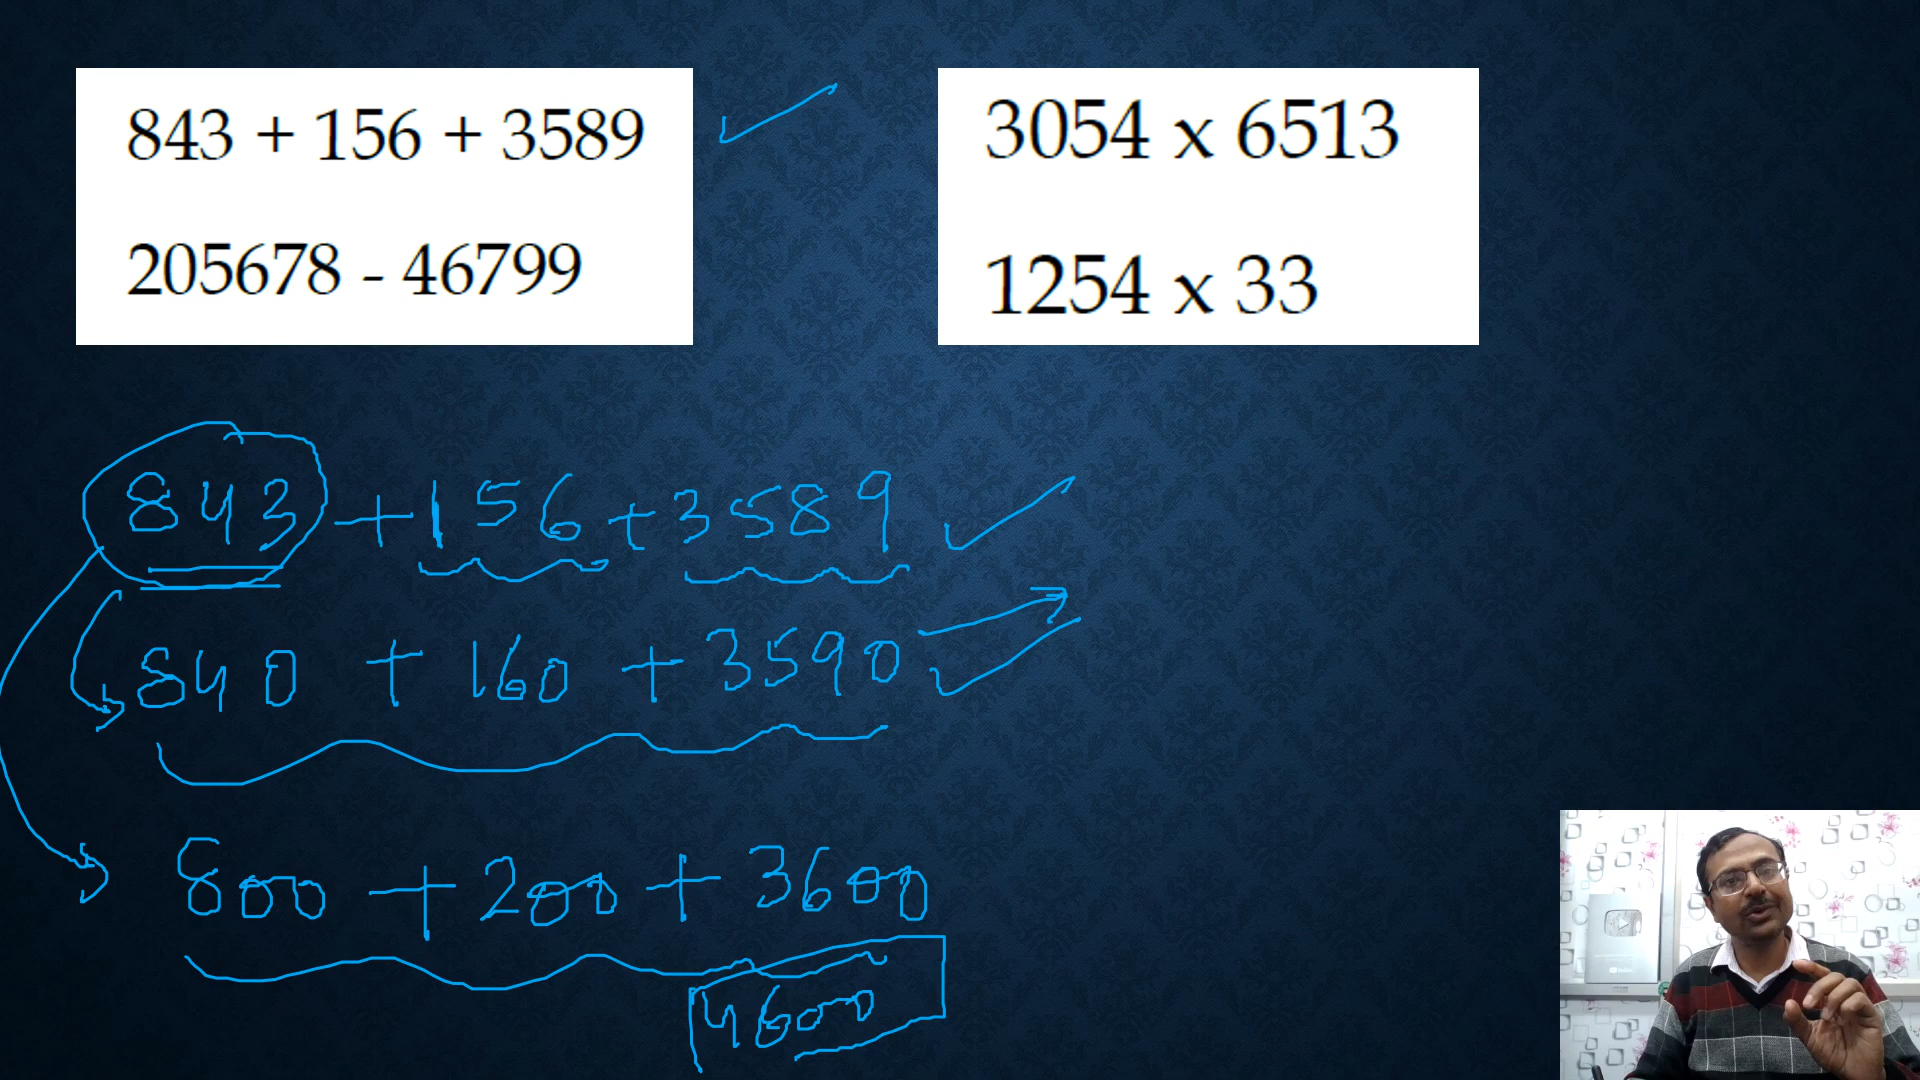 843 + 156 + 3589
205678 - 46799
3054 x 6513
1254 x 33
843 + 156 + 3589
840 + 160 + 3590
800 + 200 + 3600
4600